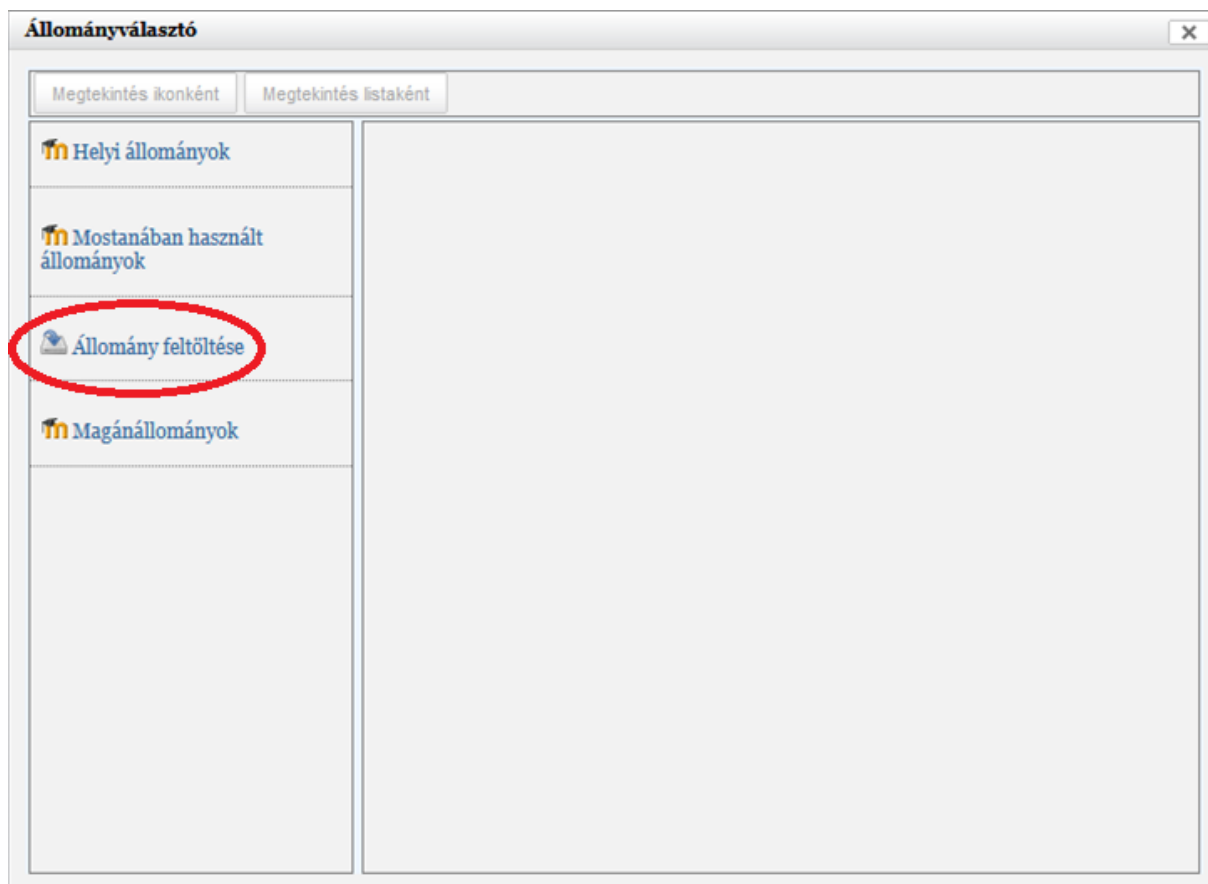 Állományválasztó
Megtekintés ikonként
Megtekintés listaként
Helyi állományok
Mostanában használt
állományok
Állomány feltöltése
Magánállományok